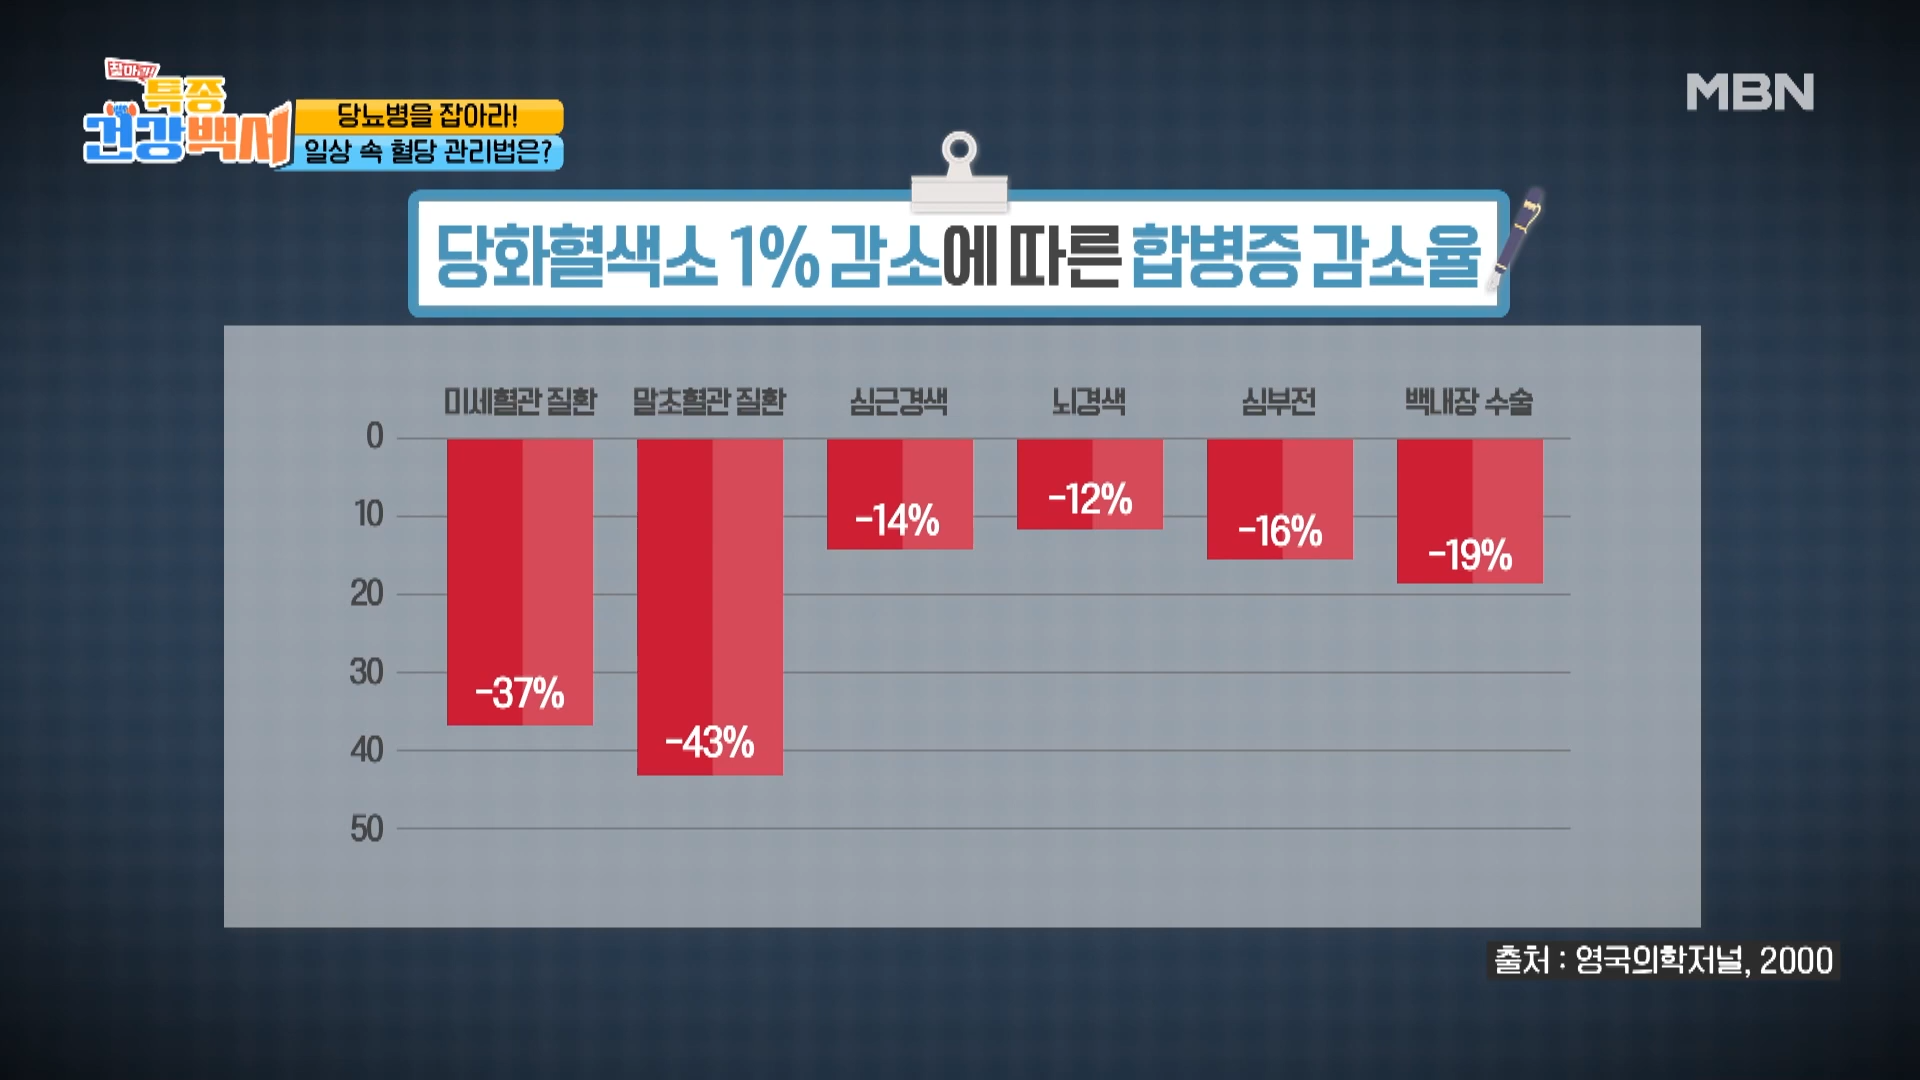 찾아라!
특종
건강백서
당뇨병을 잡아라!
일상 속 혈당 관리법은?
MBN
당화혈색소 1% 감소에 따른 합병증 감소율
미세혈관 질환 말초혈관 질환 심근경색 뇌경색 심부전 백내장 수술
0
10
20
30
40
50
-37%
-43%
-14%
-12%
-16%
-19%
출처 : 영국의학저널, 2000